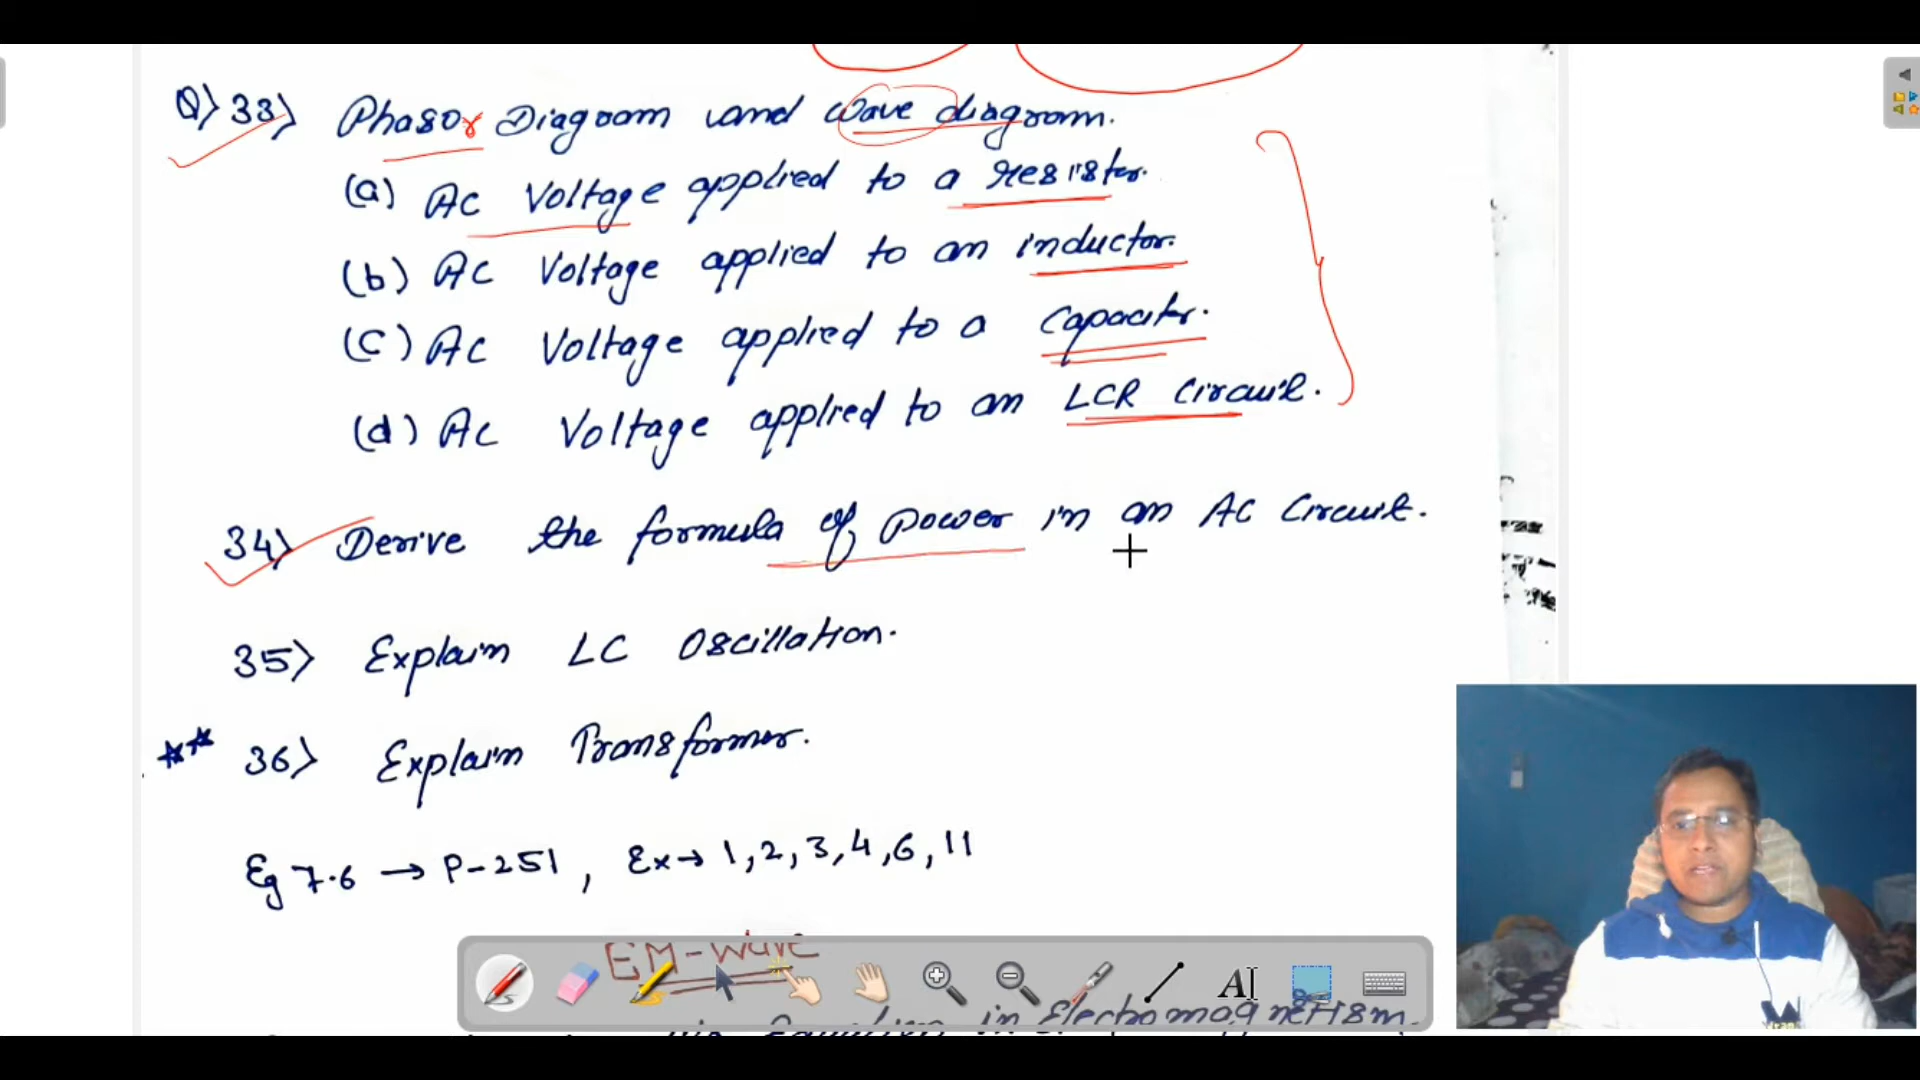 Q) 33) Phasor Diagram and Wave diagram.
(a) AC Voltage applied to a resister.
(b) AC Voltage applied to an inductor.
(c) AC Voltage applied to a Capacitor.
(d) AC Voltage applied to an LCR Circuit.
34) Derive the formula of power in an AC Circuit.
35) Explain LC Oscillation.
** 36) Explain Transformer.
Eg 7.6 → P-251, Ex → 1, 2, 3, 4, 6, 11
EM-Wave
AI
Equation in Electromagnetism.